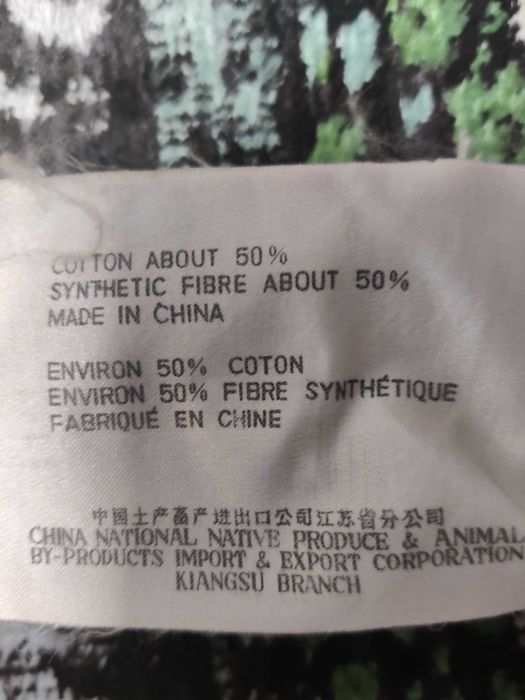 COTTON ABOUT 50%
SYNTHETIC FIBRE ABOUT 50%
MADE IN CHINA
ENVIRON 50% COTON
ENVIRON 50% FIBRE SYNTHÉTIQUE
FABRIQUÉ EN CHINE
中国土产畜产进出口公司江苏省分公司
CHINA NATIONAL NATIVE PRODUCE & ANIMAL
BY-PRODUCTS IMPORT & EXPORT CORPORATION
KIANGSU BRANCH